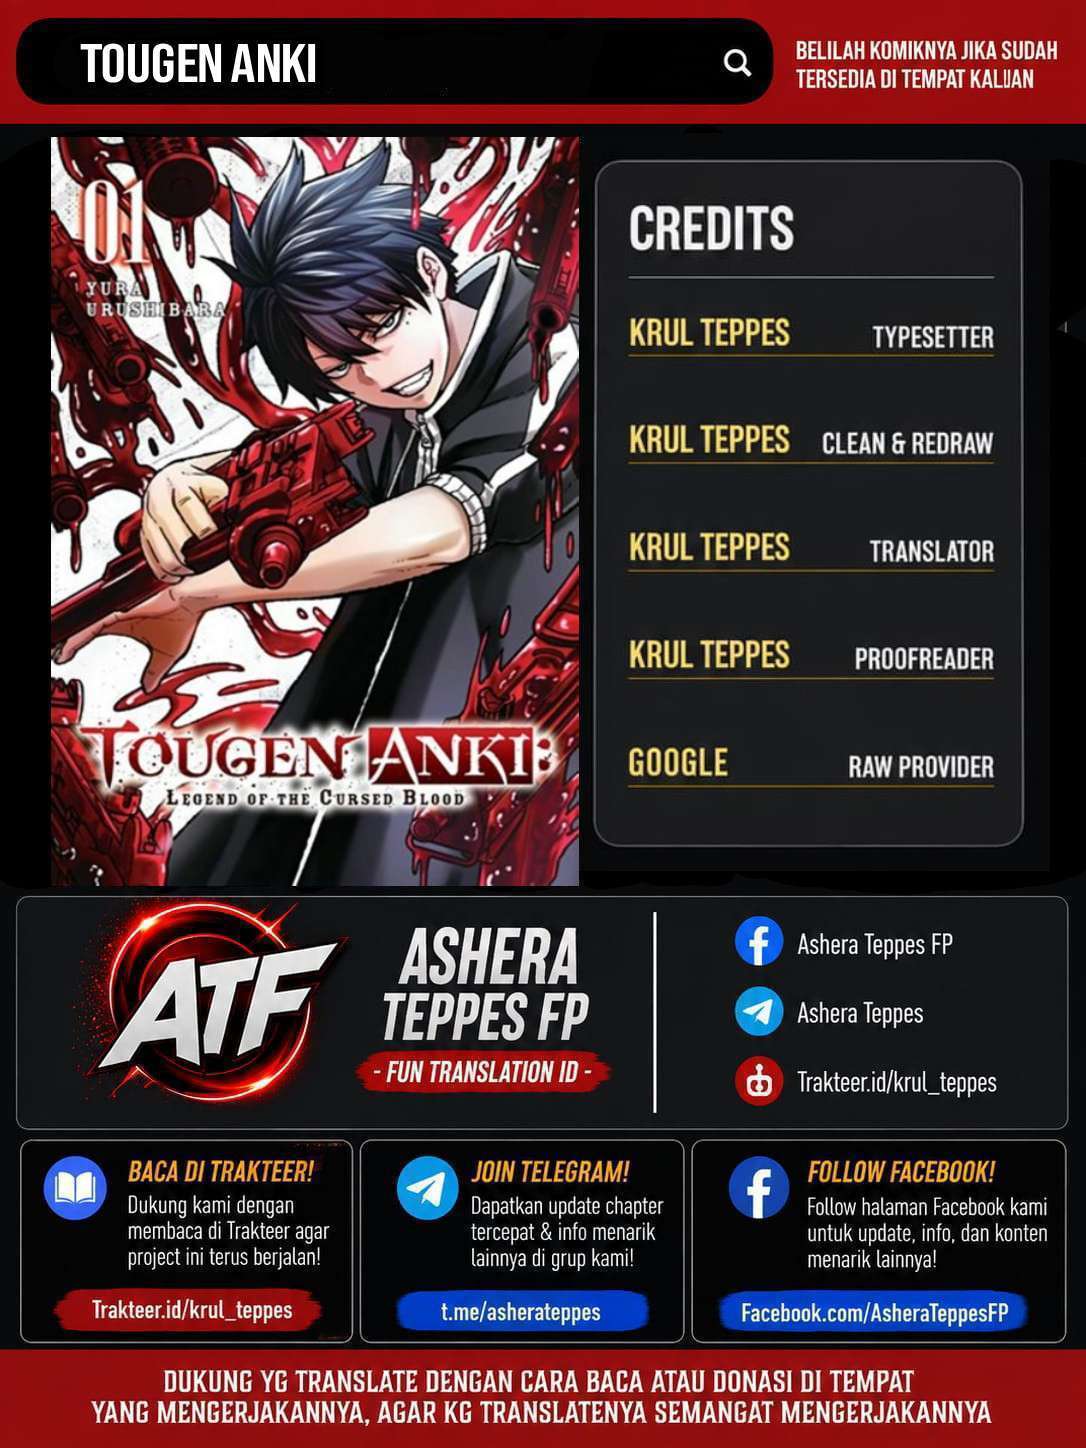 TOUGEN ANKI
BELILAH KOMIKNYA JIKA SUDAH
TERSEDIA DI TEMPAT KALIAN
01
YURA
URUSHIBARA
TOUGEN ANKI:
LEGEND OF THE CURSED BLOOD
CREDITS
KRUL TEPPES TYPESETTER
KRUL TEPPES CLEAN & REDRAW
KRUL TEPPES TRANSLATOR
KRUL TEPPES PROOFREADER
GOOGLE RAW PROVIDER
ATF
ASHERA
TEPPES FP
- FUN TRANSLATION ID -
Ashera Teppes FP
Ashera Teppes
Trakteer.id/krul_teppes
BACA DI TRAKTEER!
Dukung kami dengan
membaca di Trakteer agar
project ini terus berjalan!
Trakteer.id/krul_teppes
JOIN TELEGRAM!
Dapatkan update chapter
tercepat & info menarik
lainnya di grup kami!
t.me/asherateppes
FOLLOW FACEBOOK!
Follow halaman Facebook kami
untuk update, info, dan konten
menarik lainnya!
Facebook.com/AsheraTeppesFP
DUKUNG YG TRANSLATE DENGAN CARA BACA ATAU DONASI DI TEMPAT
YANG MENGERJAKANNYA, AGAR KG TRANSLATENYA SEMANGAT MENGERJAKANNYA